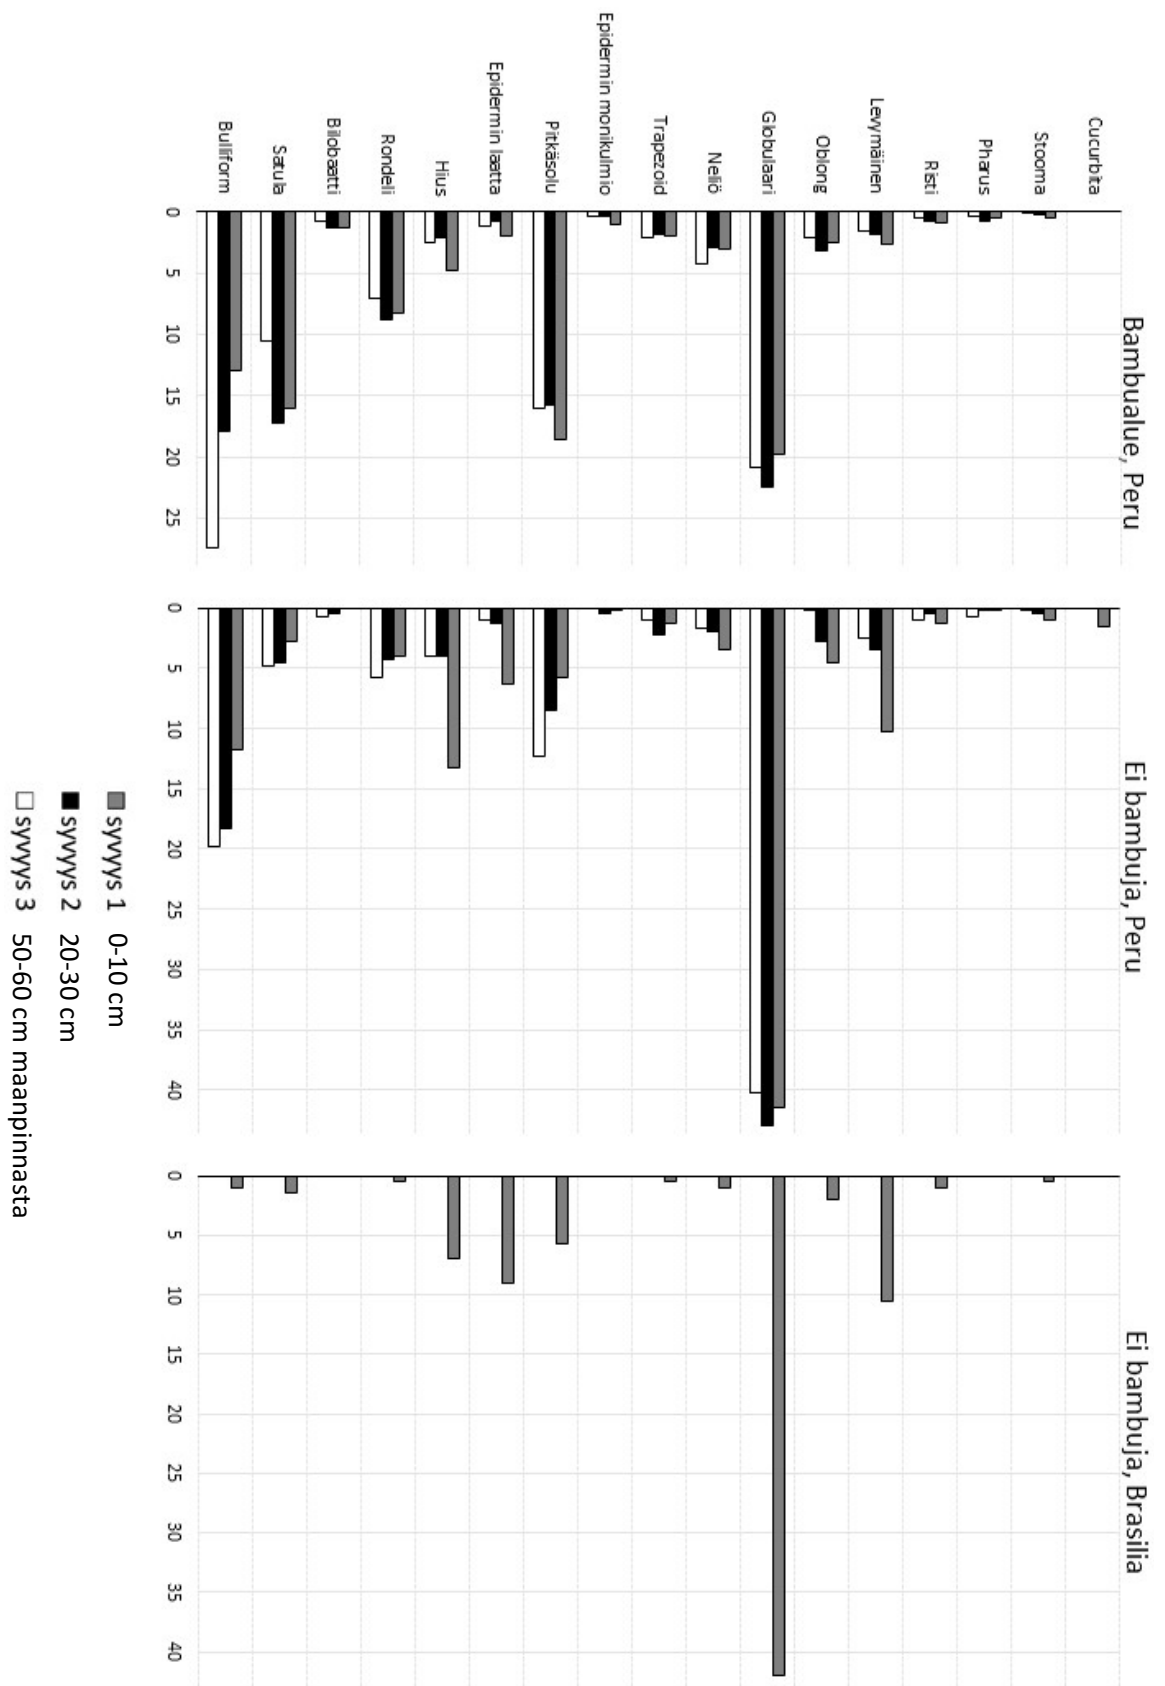 Cucurbita
Stooma
Pharus
Risti
Levymäinen
Oblong
Globulaari
Neliö
Trapezoid
Epidermin monikulmio
Pitkäsolu
Epidermin laatta
Hius
Rondeli
Bilobaatti
Satula
Bulliform
Bambualue, Peru
0 5 10 15 20 25
Ei bambuja, Peru
0 5 10 15 20 25 30 35 40
Ei bambuja, Brasilia
0 5 10 15 20 25 30 35 40
syvyys 1 0-10 cm
syvyys 2 20-30 cm
syvyys 3 50-60 cm maanpinnasta